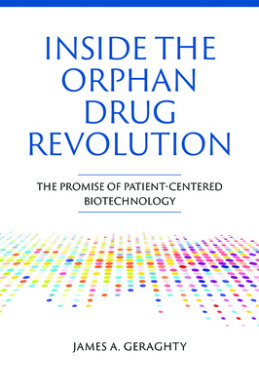 INSIDE THE
ORPHAN
DRUG
REVOLUTION
THE PROMISE OF PATIENT-CENTERED
BIOTECHNOLOGY
JAMES A. GERAGHTY